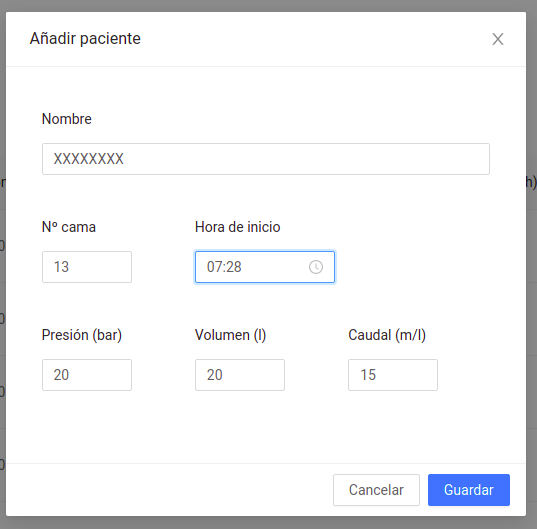 Añadir paciente
Nombre
XXXXXXXX
Nº cama
Hora de inicio
13
07:28
Presión (bar)
Volumen (l)
Caudal (m/l)
20
20
15
Cancelar
Guardar
h)